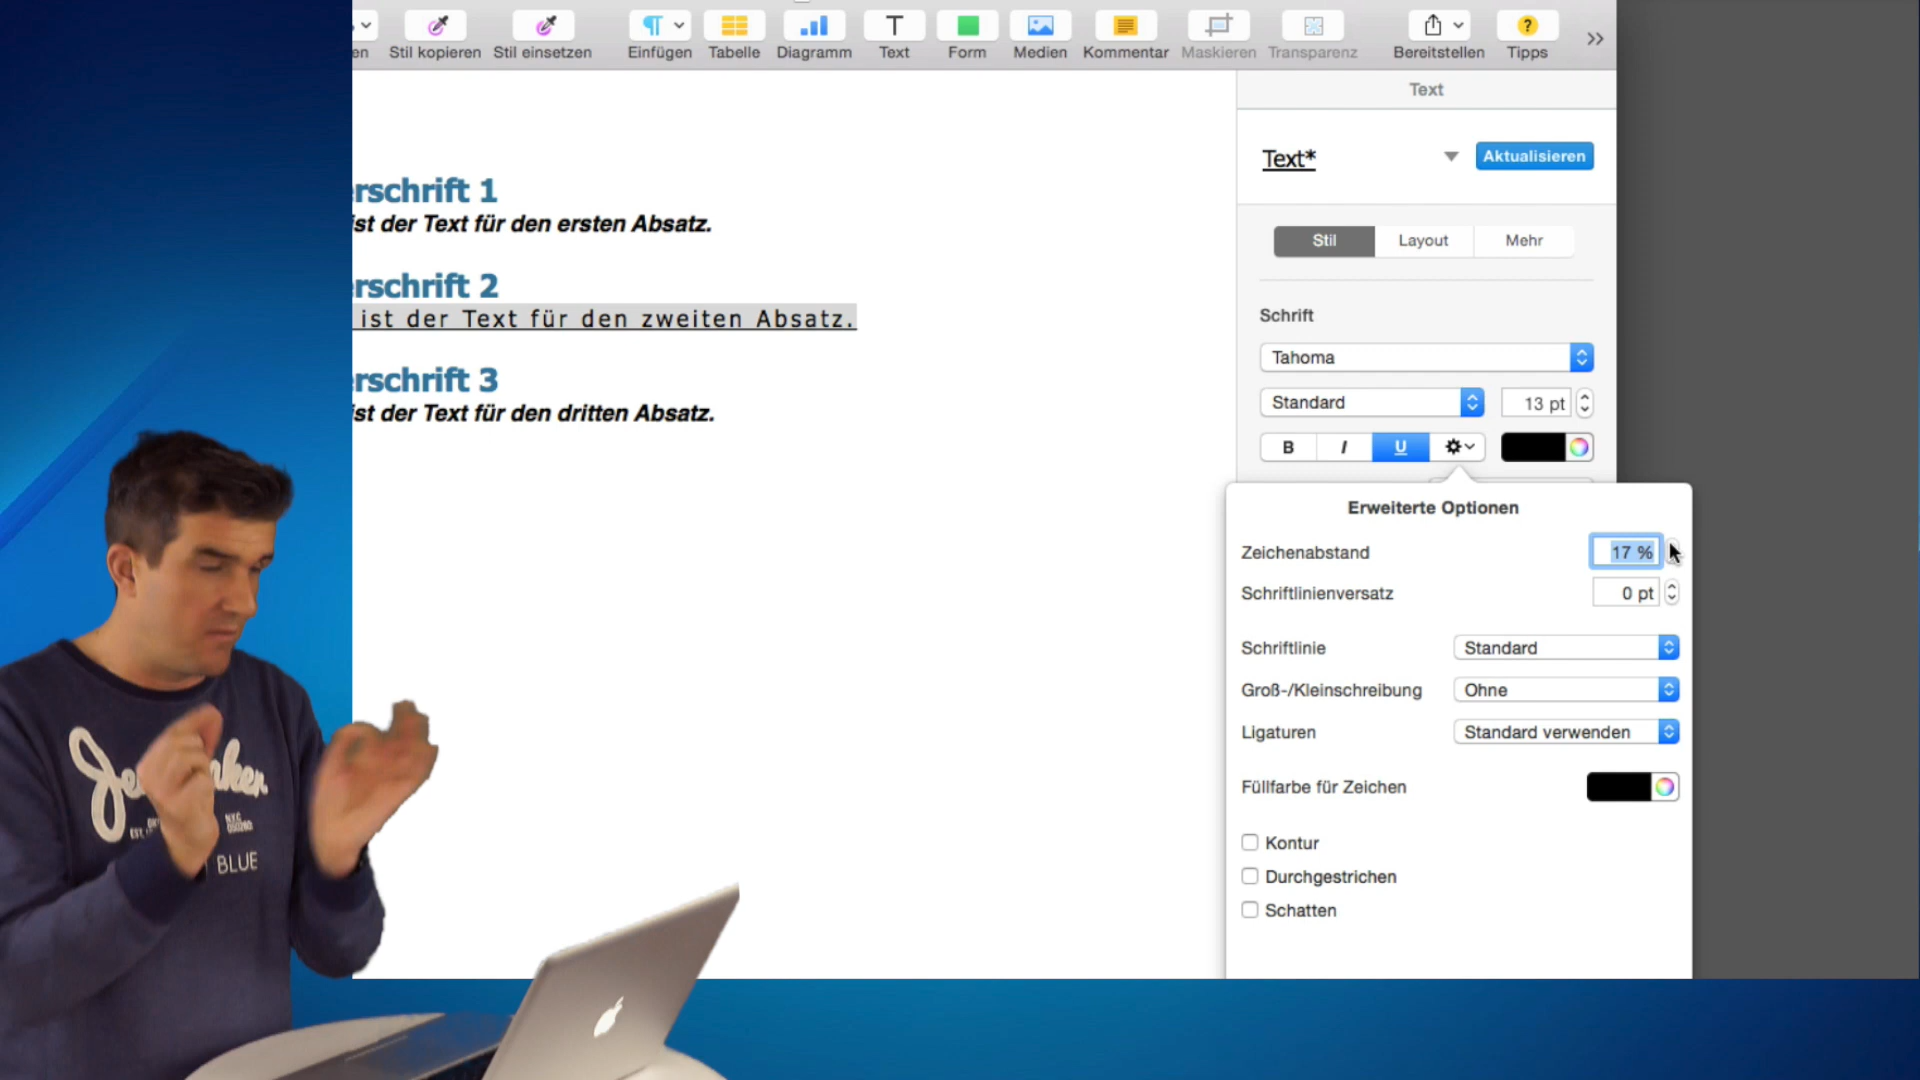 en
Stil kopieren
Stil einsetzen
Einfügen
Tabelle
Diagramm
Text
Form
Medien
Kommentar
Maskieren
Transparenz
Bereitstellen
Tipps
Text
Text*
Aktualisieren
Stil
Layout
Mehr
Schrift
Tahoma
Standard
13 pt
B
I
U
erschrift 1
ist der Text für den ersten Absatz.
erschrift 2
ist der Text für den zweiten Absatz.
erschrift 3
ist der Text für den dritten Absatz.
Erweiterte Optionen
Zeichenabstand 17 %
Schriftlinienversatz 0 pt
Schriftlinie Standard
Groß-/Kleinschreibung Ohne
Ligaturen Standard verwenden
Füllfarbe für Zeichen
Kontur
Durchgestrichen
Schatten
BLUE